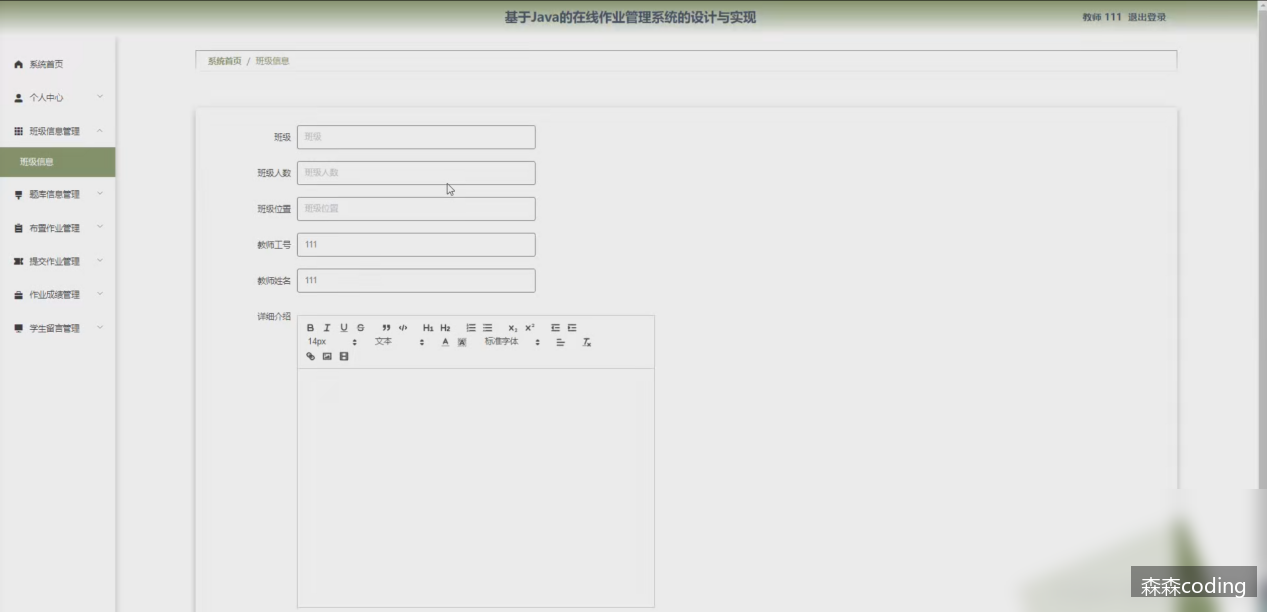 基于Java的在线作业管理系统的设计与实现
教师 111 退出登录
系统首页
个人中心
班级信息管理
班级信息
题库信息管理
布置作业管理
提交作业管理
作业成绩管理
学生留言管理
系统首页 / 班级信息
班级 班级
班级人数 班级人数
班级位置 班级位置
教师工号 111
教师姓名 111
详细介绍
B I U S ” </> H1 H2 X2 X2
14px 文本 A A 标准字体 Tx
森森coding